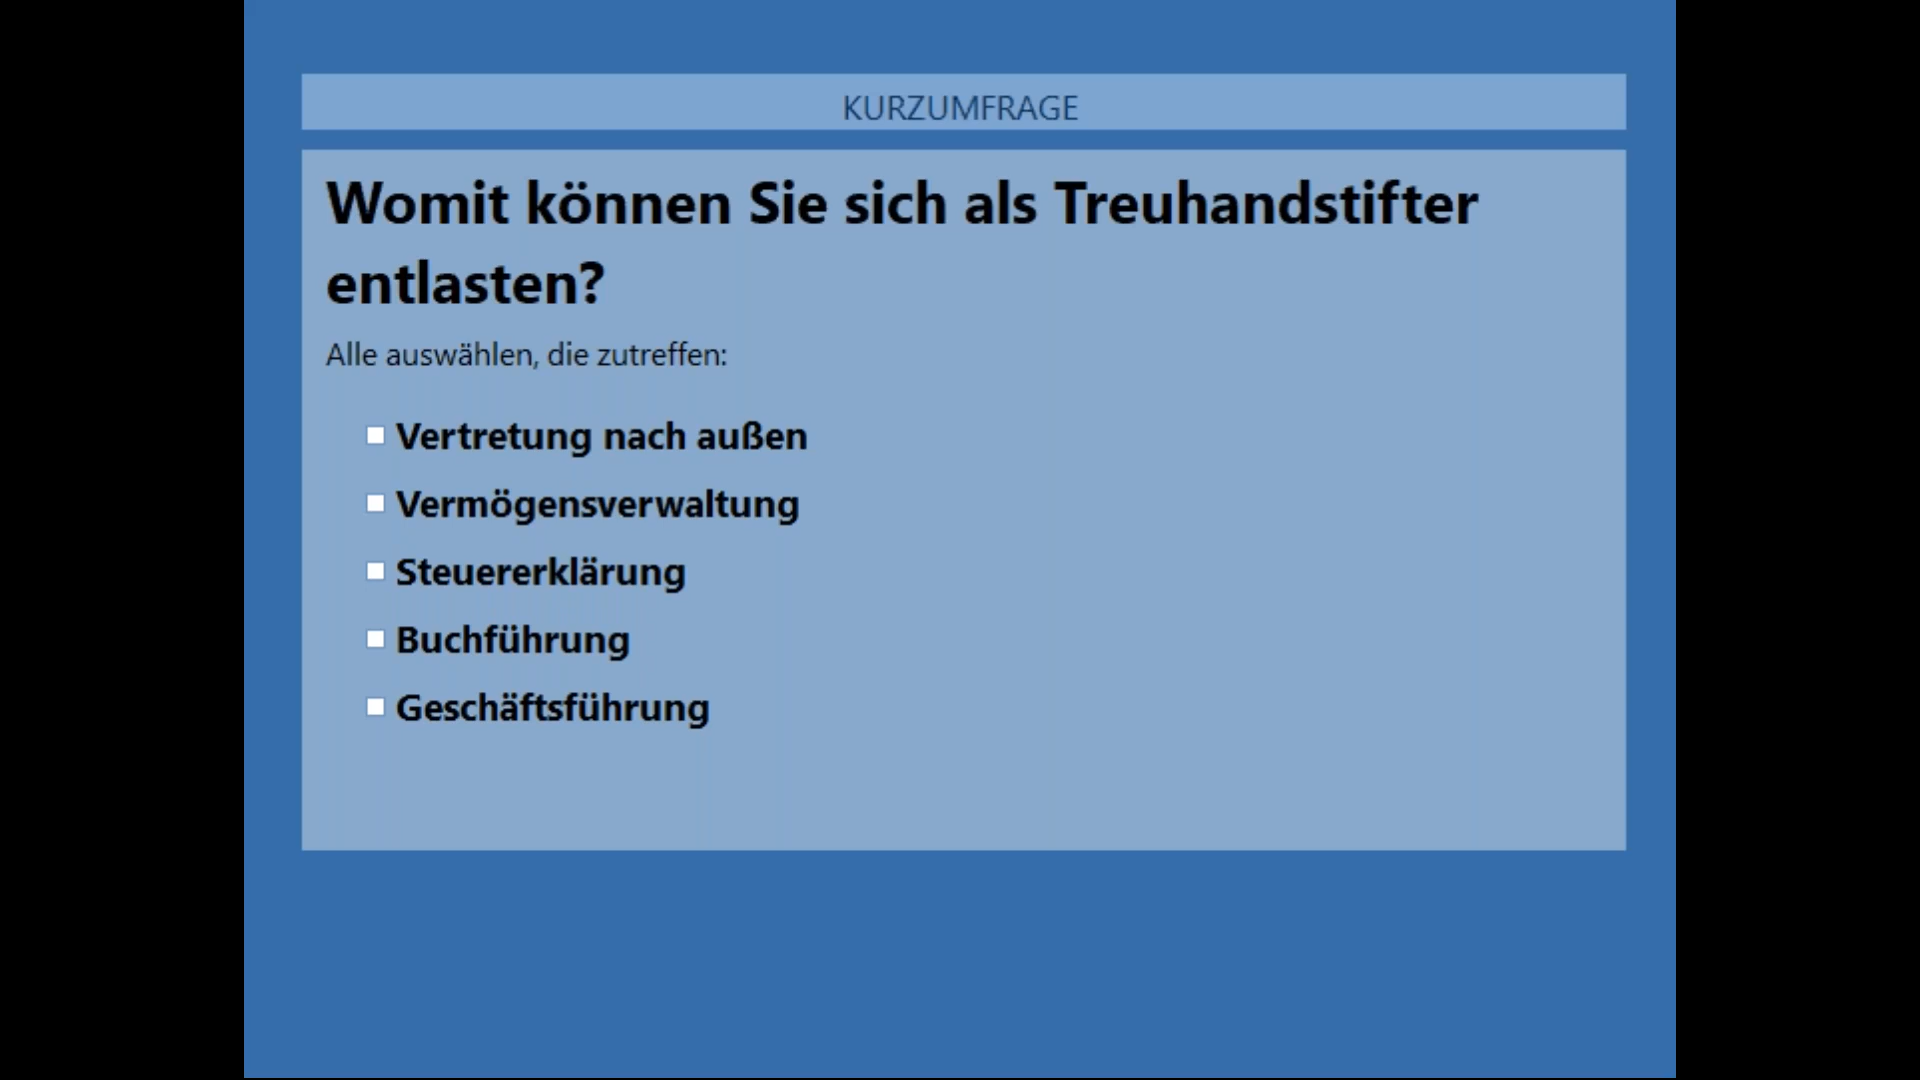 KURZUMFRAGE
Womit können Sie sich als Treuhandstifter
entlasten?
Alle auswählen, die zutreffen:
Vertretung nach außen
Vermögensverwaltung
Steuererklärung
Buchführung
Geschäftsführung